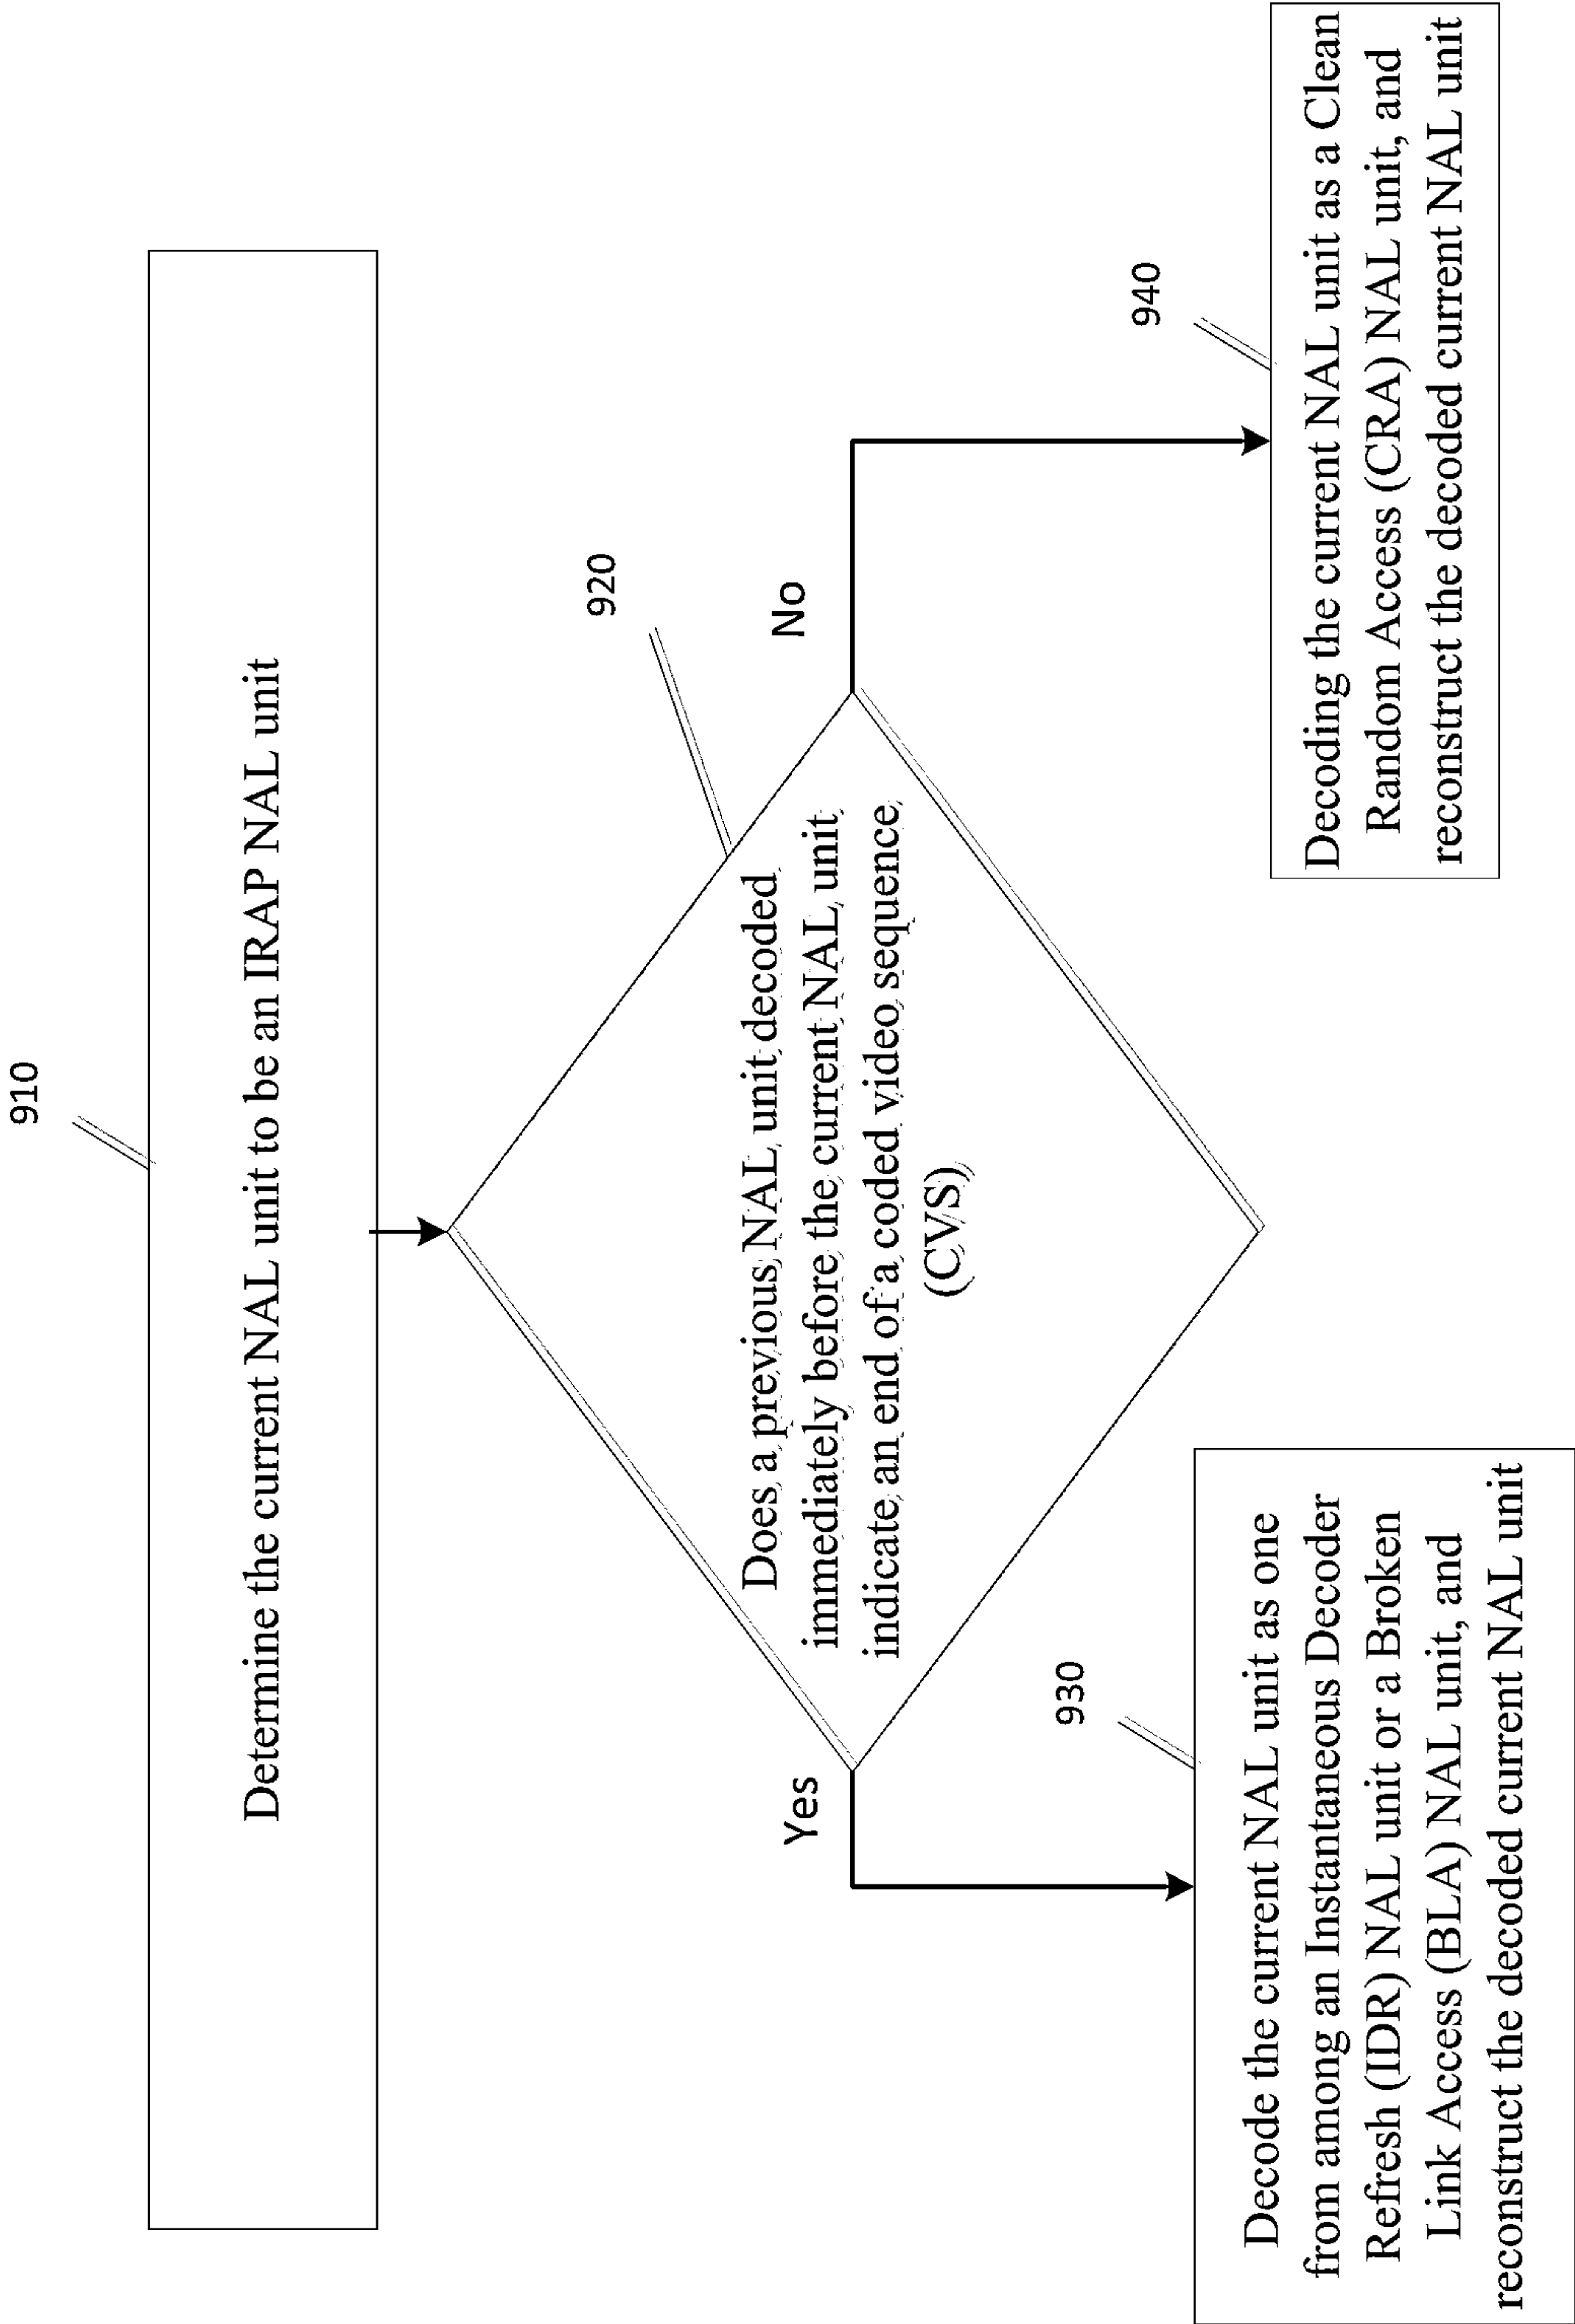 910
Determine the current NAL unit to be an IRAP NAL unit
920
Does a previous NAL unit decoded
immediately before the current NAL unit
indicate an end of a coded video sequence
(CVS)
Yes
No
930
Decode the current NAL unit as one
from among an Instantaneous Decoder
Refresh (IDR) NAL unit or a Broken
Link Access (BLA) NAL unit, and
reconstruct the decoded current NAL unit
940
Decoding the current NAL unit as a Clean
Random Access (CRA) NAL unit, and
reconstruct the decoded current NAL unit